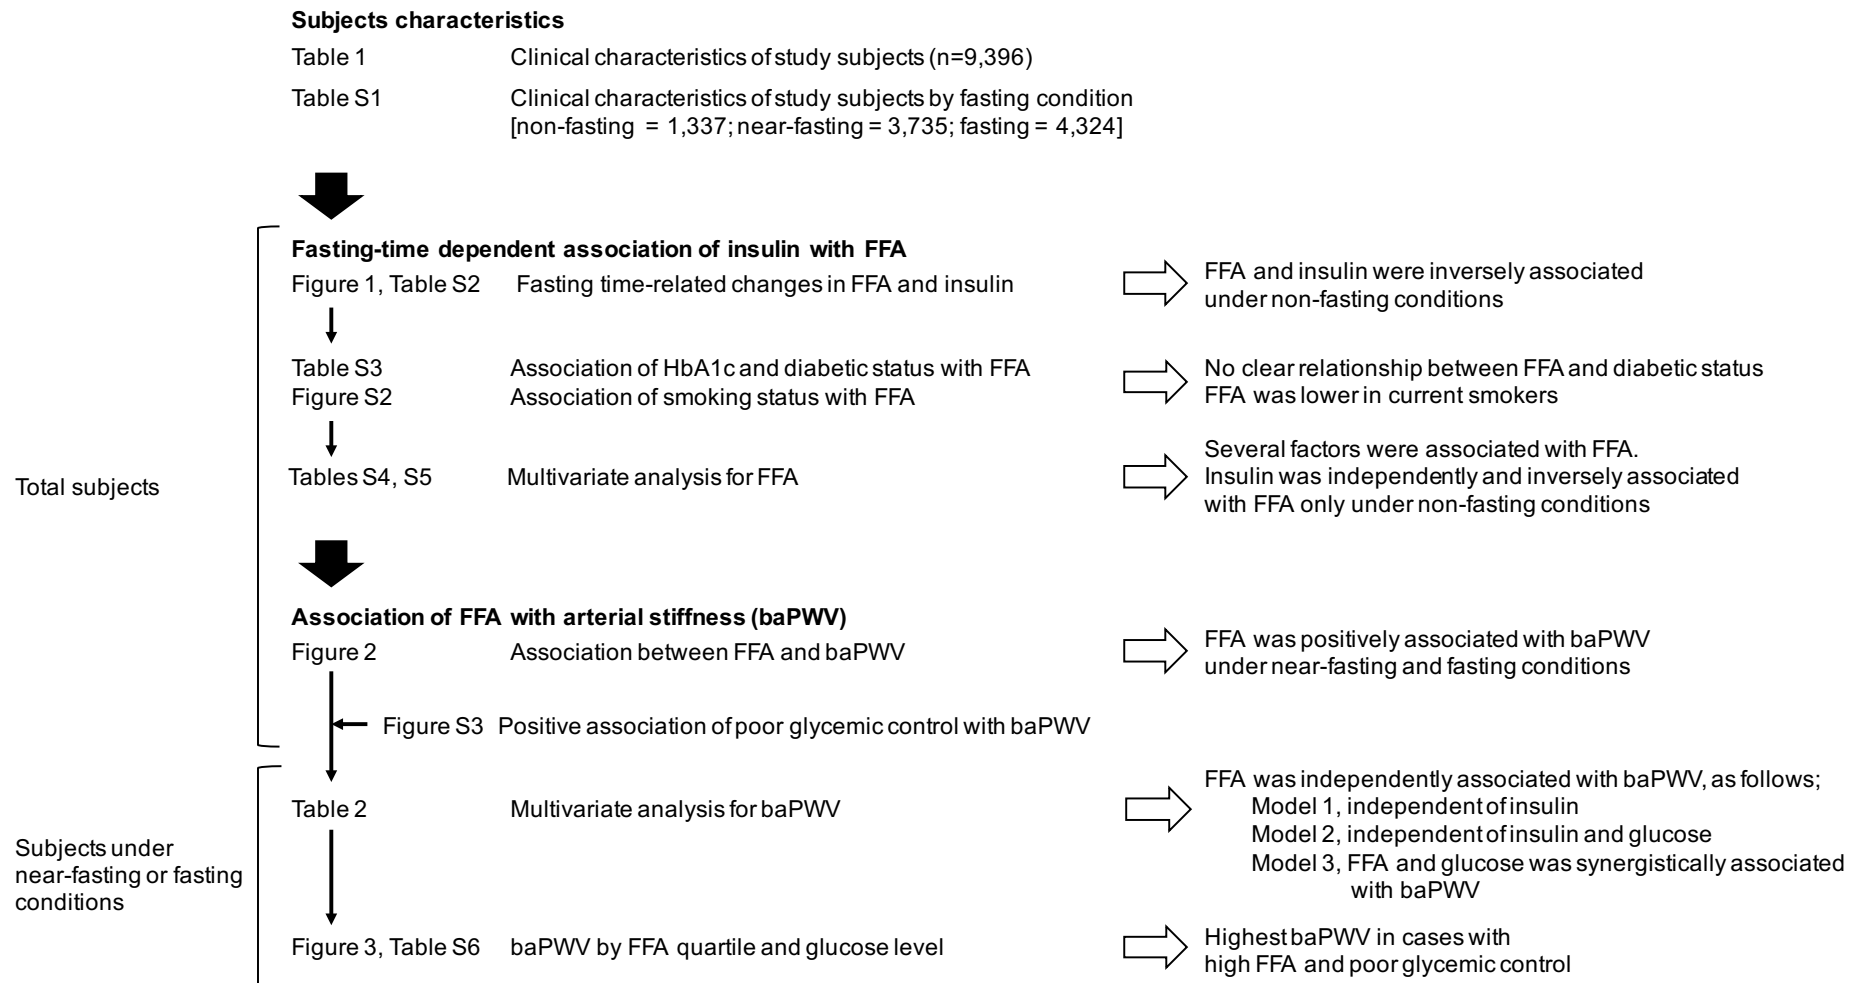 Subjects characteristics
Table 1 Clinical characteristics of study subjects (n=9,396)
Table S1 Clinical characteristics of study subjects by fasting condition
[non-fasting = 1,337; near-fasting = 3,735; fasting = 4,324]
Total subjects
Fasting-time dependent association of insulin with FFA
Figure 1, Table S2 Fasting time-related changes in FFA and insulin
FFA and insulin were inversely associated
under non-fasting conditions
Table S3 Association of HbA1c and diabetic status with FFA
Figure S2 Association of smoking status with FFA
No clear relationship between FFA and diabetic status
FFA was lower in current smokers
Tables S4, S5 Multivariate analysis for FFA
Several factors were associated with FFA.
Insulin was independently and inversely associated
with FFA only under non-fasting conditions
Association of FFA with arterial stiffness (baPWV)
Figure 2 Association between FFA and baPWV
FFA was positively associated with baPWV
under near-fasting and fasting conditions
Figure S3 Positive association of poor glycemic control with baPWV
Subjects under
near-fasting or fasting
conditions
Table 2 Multivariate analysis for baPWV
FFA was independently associated with baPWV, as follows;
Model 1, independent of insulin
Model 2, independent of insulin and glucose
Model 3, FFA and glucose was synergistically associated
with baPWV
Figure 3, Table S6 baPWV by FFA quartile and glucose level
Highest baPWV in cases with
high FFA and poor glycemic control